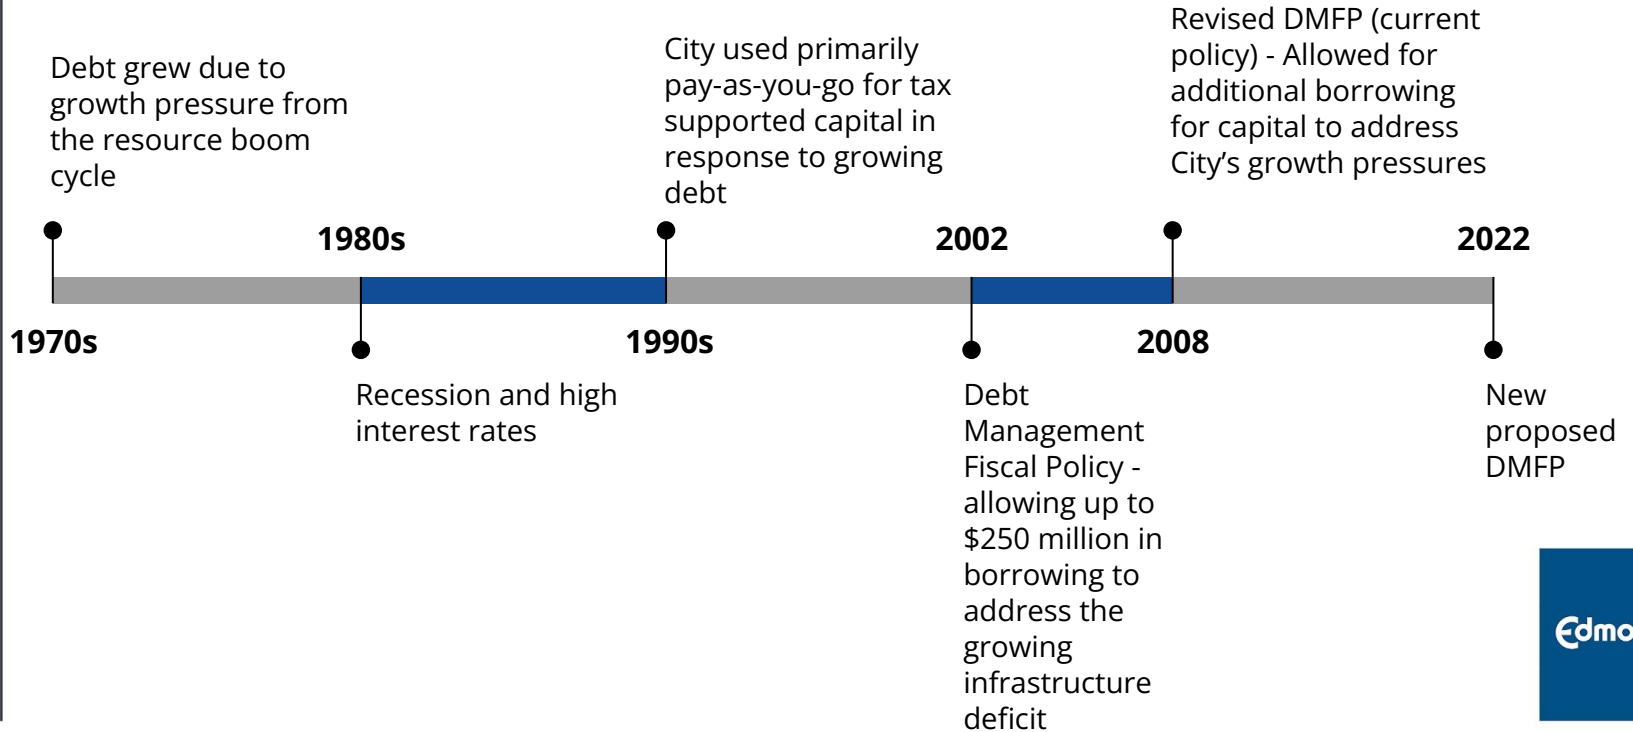 Debt grew due to
growth pressure from
the resource boom
cycle
City used primarily
pay-as-you-go for tax
supported capital in
response to growing
debt
Revised DMFP (current
policy) - Allowed for
additional borrowing
for capital to address
City’s growth pressures
1980s
2002
2022
1970s
1990s
2008
Recession and high
interest rates
Debt
Management
Fiscal Policy -
allowing up to
$250 million in
borrowing to
address the
growing
infrastructure
deficit
New
proposed
DMFP
Edmo